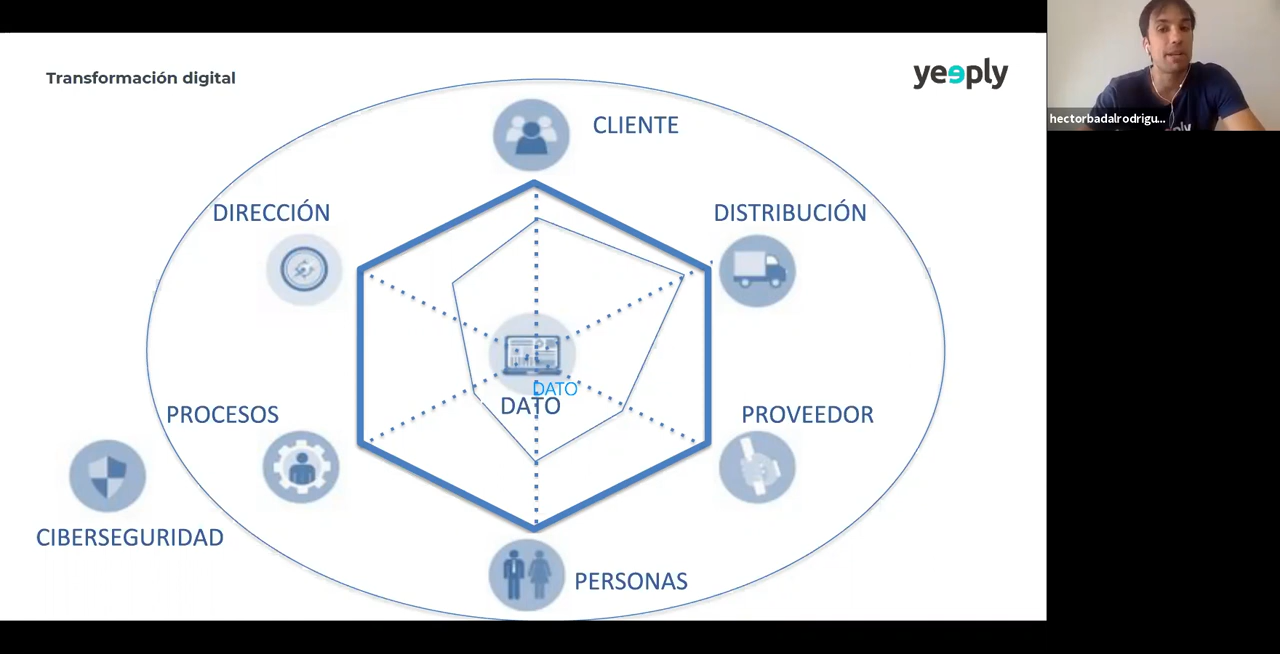 Transformación digital
yeeply
hectorbadalrodrigu...
CLIENTE
DIRECCIÓN
DISTRIBUCIÓN
DATO
DATO
PROCESOS
PROVEEDOR
CIBERSEGURIDAD
PERSONAS